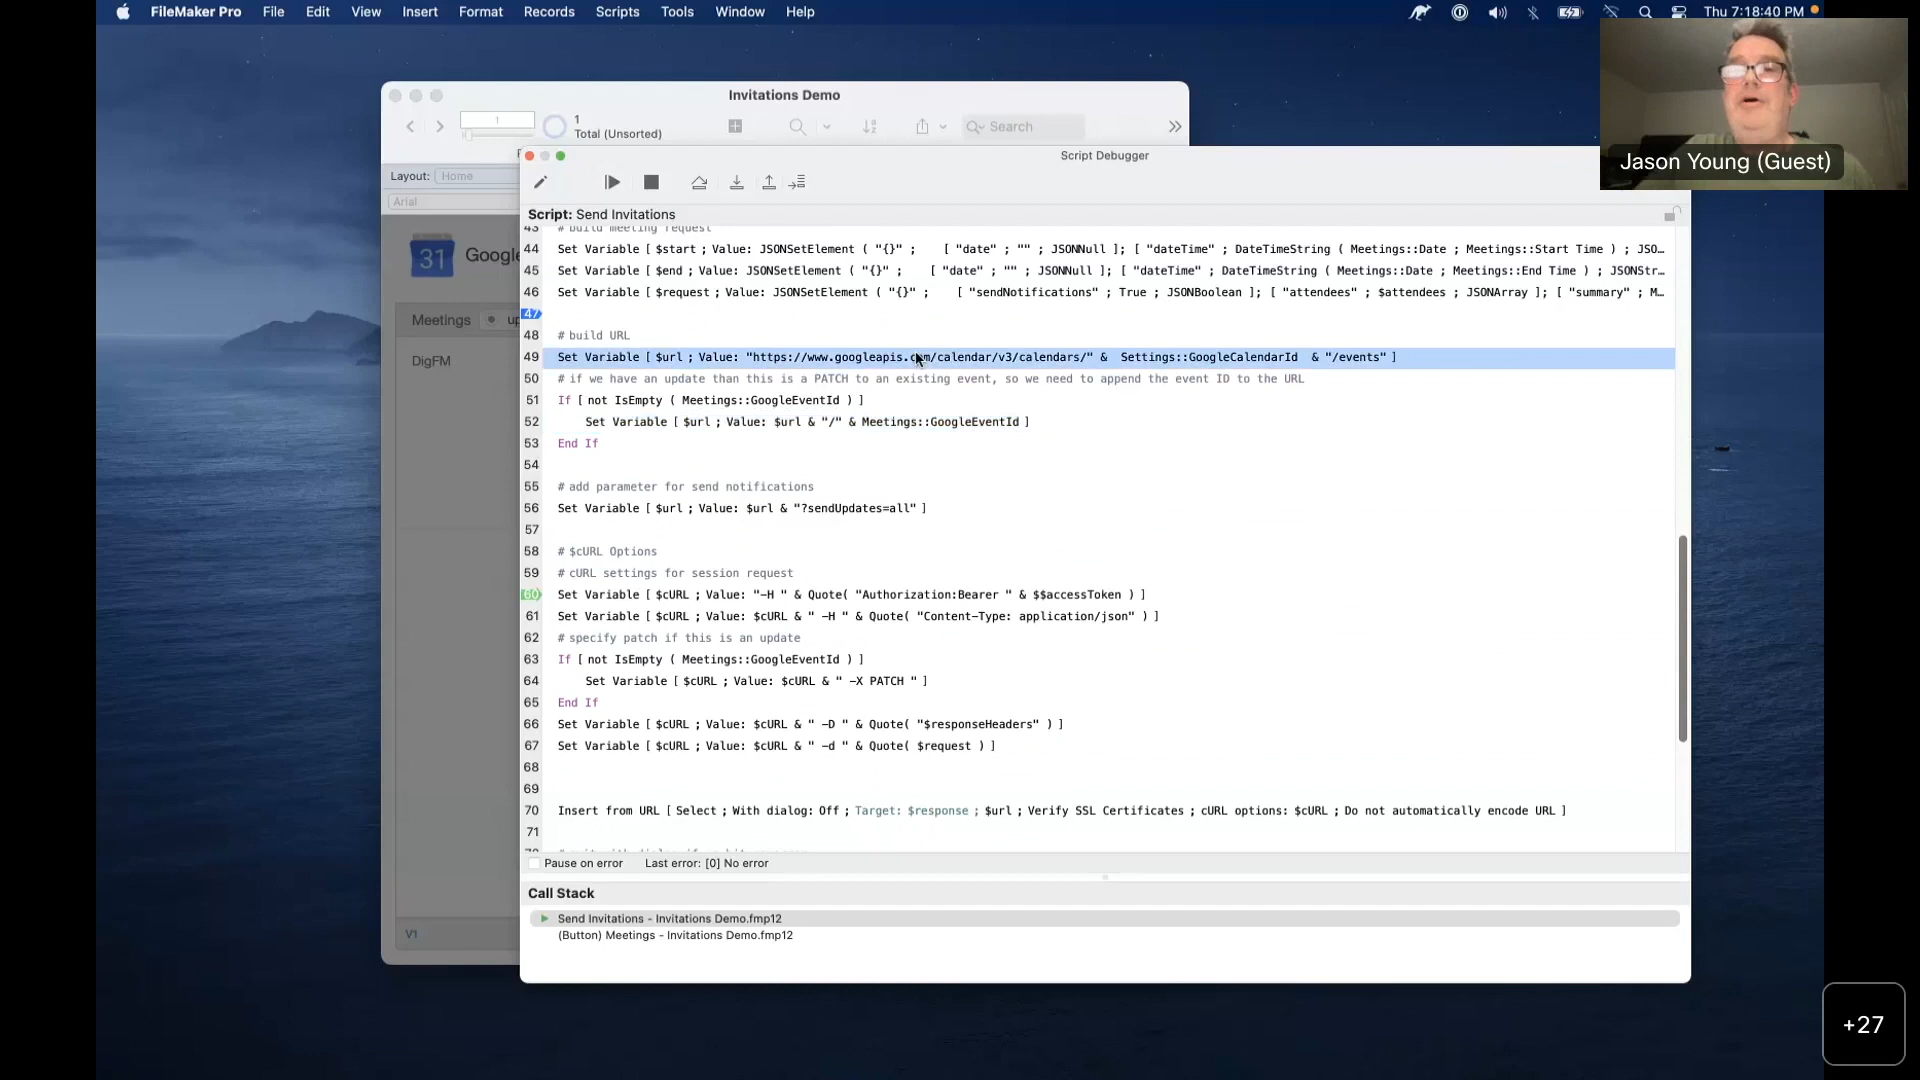 FileMaker Pro File Edit View Insert Format Records Scripts Tools Window Help
Thu 7:18:40 PM
Jason Young (Guest)
Invitations Demo
1
1
Total (Unsorted)
Search
Layout: Home
Arial
31
Google
Meetings up
DigFM
V1
Script Debugger
Script: Send Invitations
43 # build meeting request
44 Set Variable [ $start ; Value: JSONSetElement ( "{}" ; [ "date" ; "" ; JSONNull ]; [ "dateTime" ; DateTimeString ( Meetings::Date ; Meetings::Start Time ) ; JSO…
45 Set Variable [ $end ; Value: JSONSetElement ( "{}" ; [ "date" ; "" ; JSONNull ]; [ "dateTime" ; DateTimeString ( Meetings::Date ; Meetings::End Time ) ; JSONStr…
46 Set Variable [ $request ; Value: JSONSetElement ( "{}" ; [ "sendNotifications" ; True ; JSONBoolean ]; [ "attendees" ; $attendees ; JSONArray ]; [ "summary" ; M…
47
48 # build URL
49 Set Variable [ $url ; Value: "https://www.googleapis.com/calendar/v3/calendars/" & Settings::GoogleCalendarId & "/events" ]
50 # if we have an update than this is a PATCH to an existing event, so we need to append the event ID to the URL
51 If [ not IsEmpty ( Meetings::GoogleEventId ) ]
52 Set Variable [ $url ; Value: $url & "/" & Meetings::GoogleEventId ]
53 End If
54
55 # add parameter for send notifications
56 Set Variable [ $url ; Value: $url & "?sendUpdates=all" ]
57
58 # $cURL Options
59 # cURL settings for session request
60 Set Variable [ $cURL ; Value: "-H " & Quote( "Authorization:Bearer " & $$accessToken ) ]
61 Set Variable [ $cURL ; Value: $cURL & " -H " & Quote( "Content-Type: application/json" ) ]
62 # specify patch if this is an update
63 If [ not IsEmpty ( Meetings::GoogleEventId ) ]
64 Set Variable [ $cURL ; Value: $cURL & " -X PATCH " ]
65 End If
66 Set Variable [ $cURL ; Value: $cURL & " -D " & Quote( "$responseHeaders" ) ]
67 Set Variable [ $cURL ; Value: $cURL & " -d " & Quote( $request ) ]
68
69
70 Insert from URL [ Select ; With dialog: Off ; Target: $response ; $url ; Verify SSL Certificates ; cURL options: $cURL ; Do not automatically encode URL ]
71
Pause on error Last error: [0] No error
Call Stack
Send Invitations - Invitations Demo.fmp12
(Button) Meetings - Invitations Demo.fmp12
+27